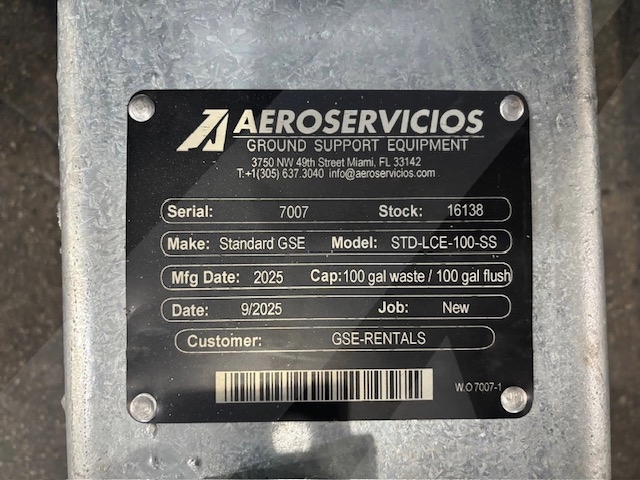 AEROSERVICIOS
GROUND SUPPORT EQUIPMENT
3750 NW 49th Street Miami, FL 33142
T:+1(305) 637.3040 info@aeroservicios.com
Serial: 7007 Stock: 16138
Make: Standard GSE Model: STD-LCE-100-SS
Mfg Date: 2025 Cap:100 gal waste / 100 gal flush
Date: 9/2025 Job: New
Customer: GSE-RENTALS
W.O 7007-1